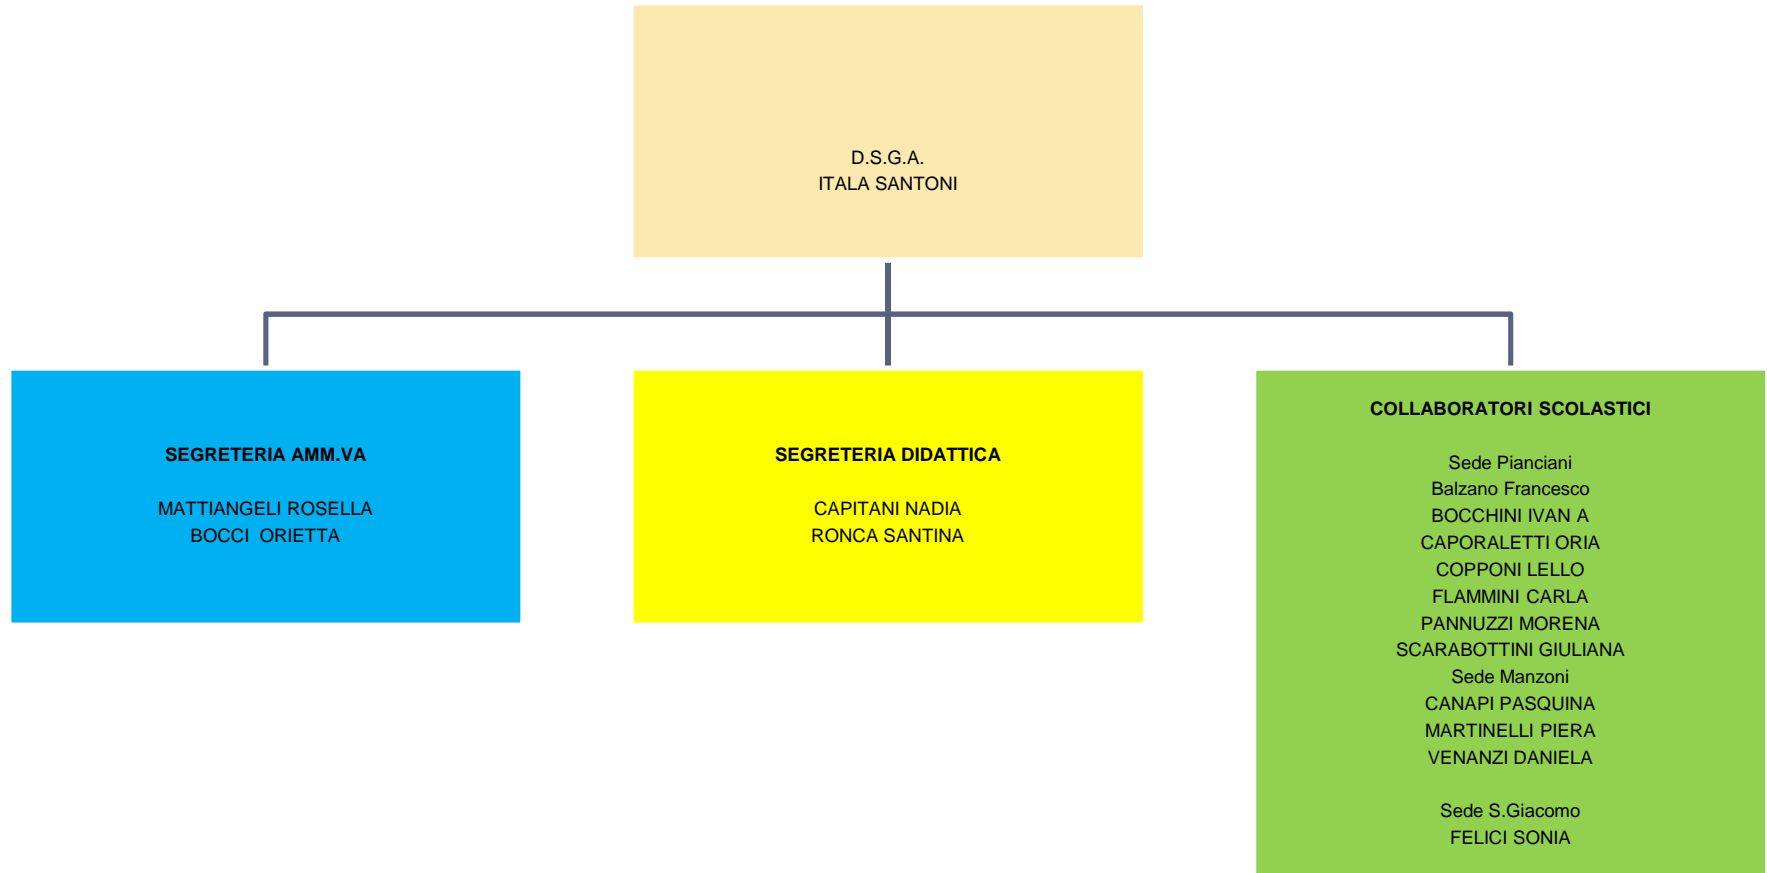 D.S.G.A.
ITALA SANTONI
SEGRETERIA AMM.VA
MATTIANGELI ROSELLA
BOCCI  ORIETTA
SEGRETERIA DIDATTICA
CAPITANI NADIA
RONCA SANTINA
COLLABORATORI SCOLASTICI
Sede Pianciani
Balzano Francesco
BOCCHINI IVAN A
CAPORALETTI ORIA
COPPONI LELLO
FLAMMINI CARLA
PANNUZZI MORENA
SCARABOTTINI GIULIANA
Sede Manzoni
CANAPI PASQUINA
MARTINELLI PIERA
VENANZI DANIELA
Sede S.Giacomo
FELICI SONIA